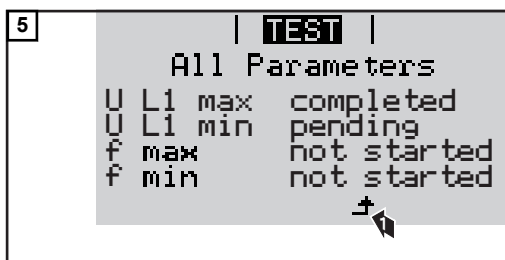 5
| TEST |
All Parameters
U L1 max completed
U L1 min pending
f max not started
f min not started
1